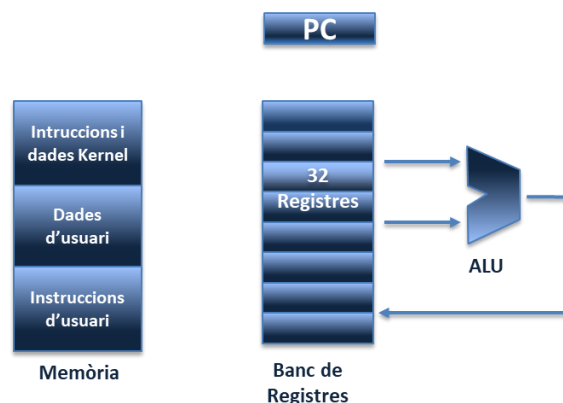 PC
Intruccions i
dades Kernel
Dades
d’usuari
Instruccions
d’usuari
Memòria
32
Registres
Banc de
Registres
ALU